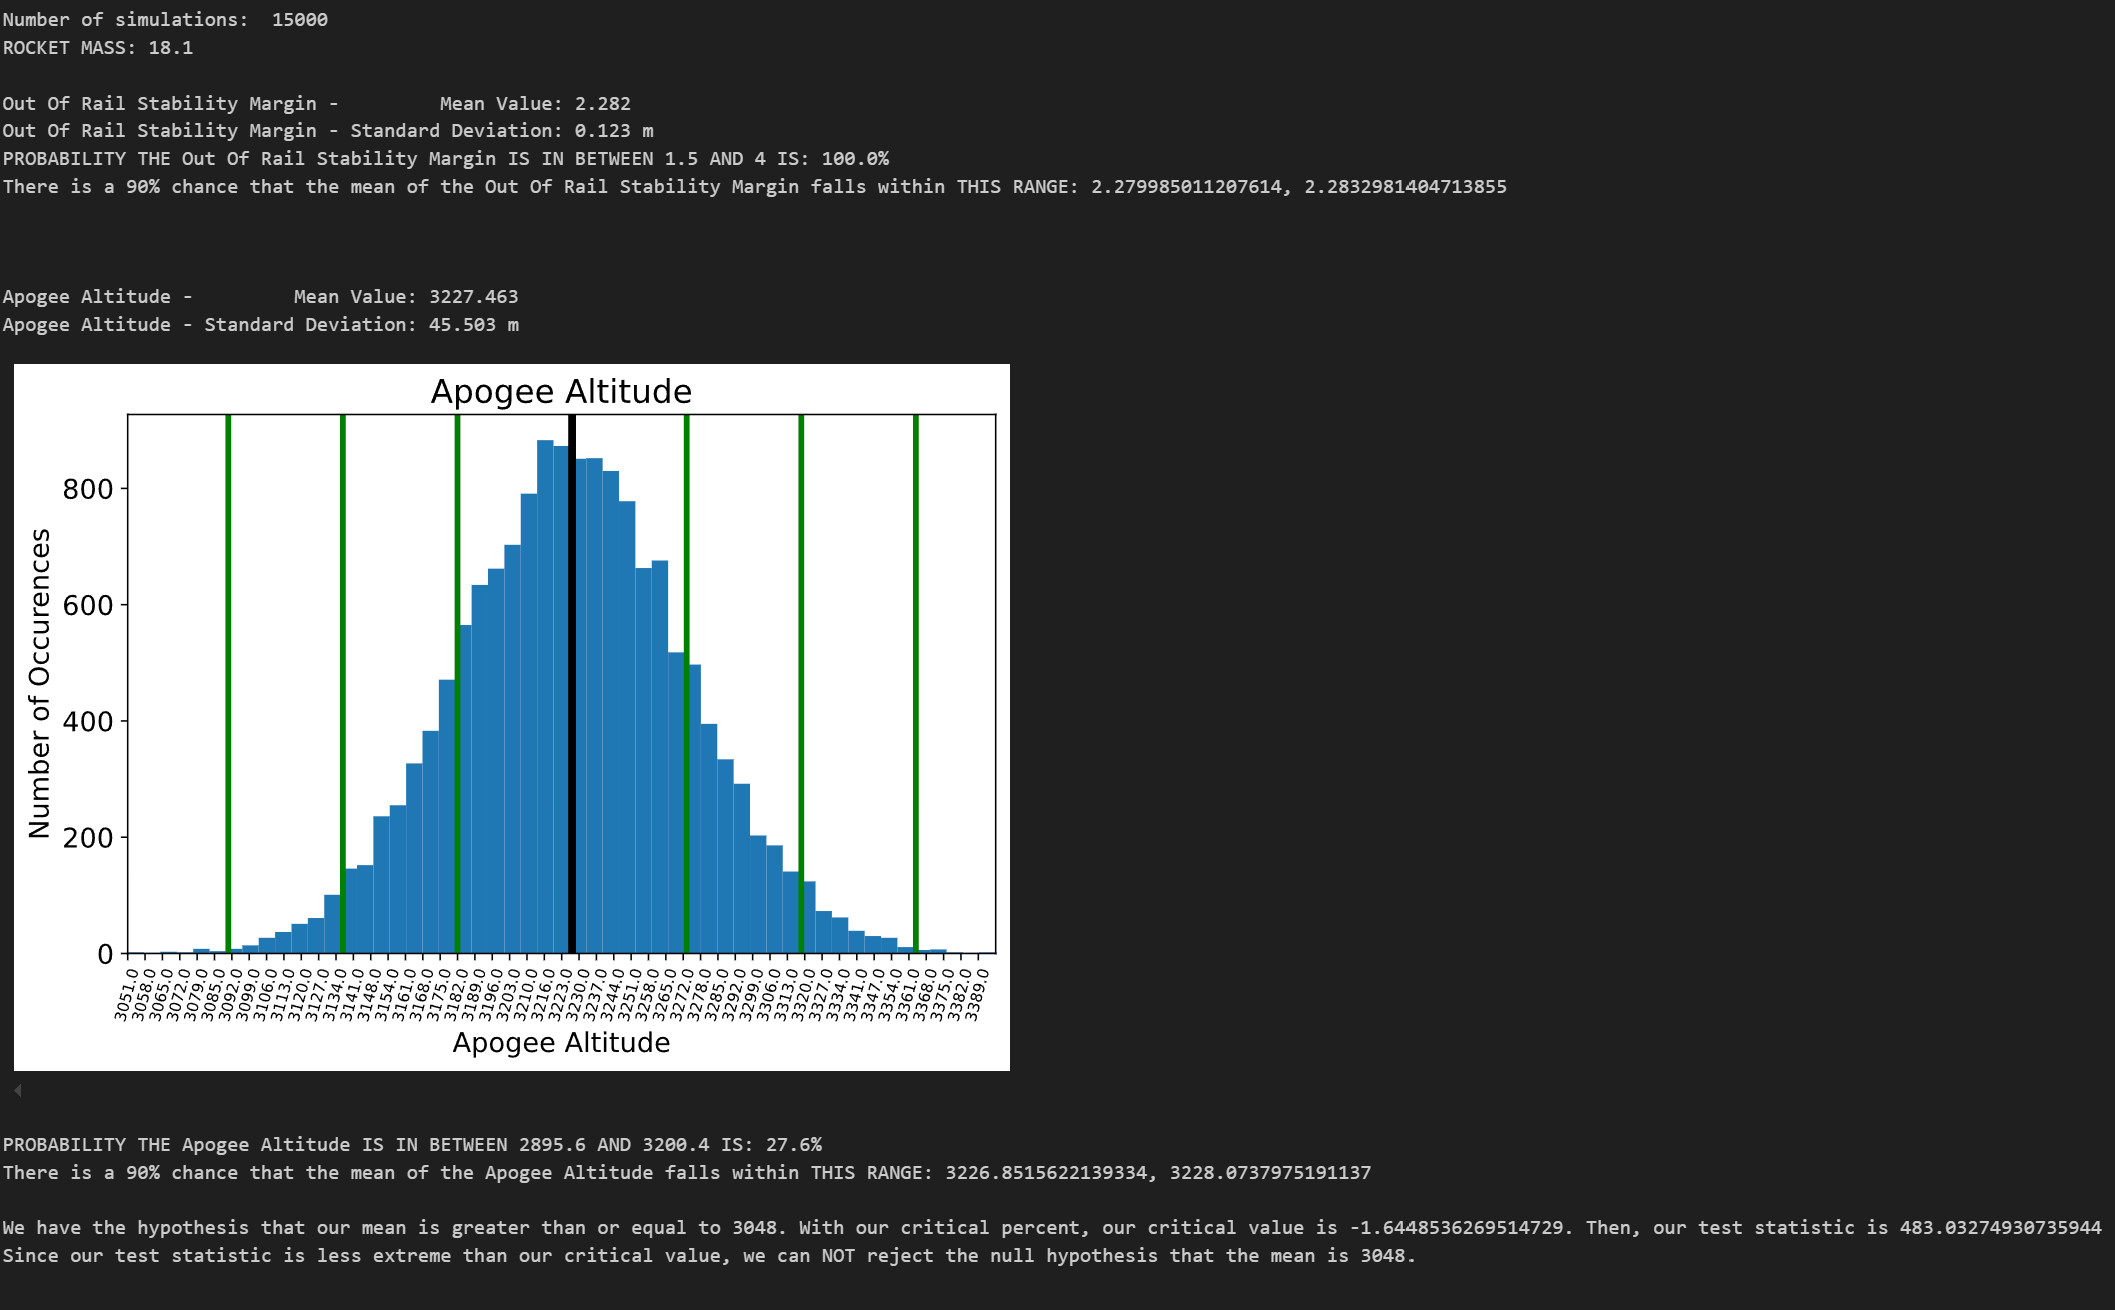 Number of simulations:  15000
ROCKET MASS: 18.1
Out Of Rail Stability Margin -         Mean Value: 2.282
Out Of Rail Stability Margin - Standard Deviation: 0.123 m
PROBABILITY THE Out Of Rail Stability Margin IS IN BETWEEN 1.5 AND 4 IS: 100.0%
There is a 90% chance that the mean of the Out Of Rail Stability Margin falls within THIS RANGE: 2.279985011207614, 2.2832981404713855
Apogee Altitude -         Mean Value: 3227.463
Apogee Altitude - Standard Deviation: 45.503 m
Apogee Altitude
Number of Occurences
800
600
400
200
0
3051.0 3058.0 3065.0 3072.0 3079.0 3085.0 3092.0 3099.0 3106.0 3113.0 3120.0 3127.0 3134.0 3141.0 3148.0 3154.0 3161.0 3168.0 3175.0 3182.0 3189.0 3196.0 3203.0 3210.0 3216.0 3223.0 3230.0 3237.0 3244.0 3251.0 3258.0 3265.0 3272.0 3278.0 3285.0 3292.0 3299.0 3306.0 3313.0 3320.0 3327.0 3334.0 3341.0 3347.0 3354.0 3361.0 3368.0 3375.0 3382.0 3389.0
Apogee Altitude
PROBABILITY THE Apogee Altitude IS IN BETWEEN 2895.6 AND 3200.4 IS: 27.6%
There is a 90% chance that the mean of the Apogee Altitude falls within THIS RANGE: 3226.8515622139334, 3228.0737975191137
We have the hypothesis that our mean is greater than or equal to 3048. With our critical percent, our critical value is -1.6448536269514729. Then, our test statistic is 483.03274930735944
Since our test statistic is less extreme than our critical value, we can NOT reject the null hypothesis that the mean is 3048.